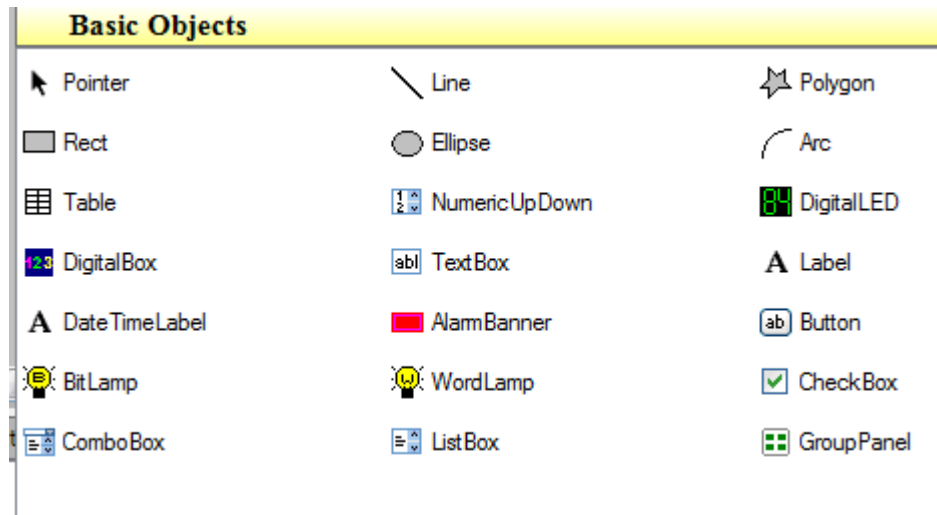 Basic Objects
Pointer Line Polygon
Rect Ellipse Arc
Table NumericUpDown DigitalLED
DigitalBox TextBox Label
DateTimeLabel AlarmBanner Button
BitLamp WordLamp CheckBox
ComboBox ListBox GroupPanel